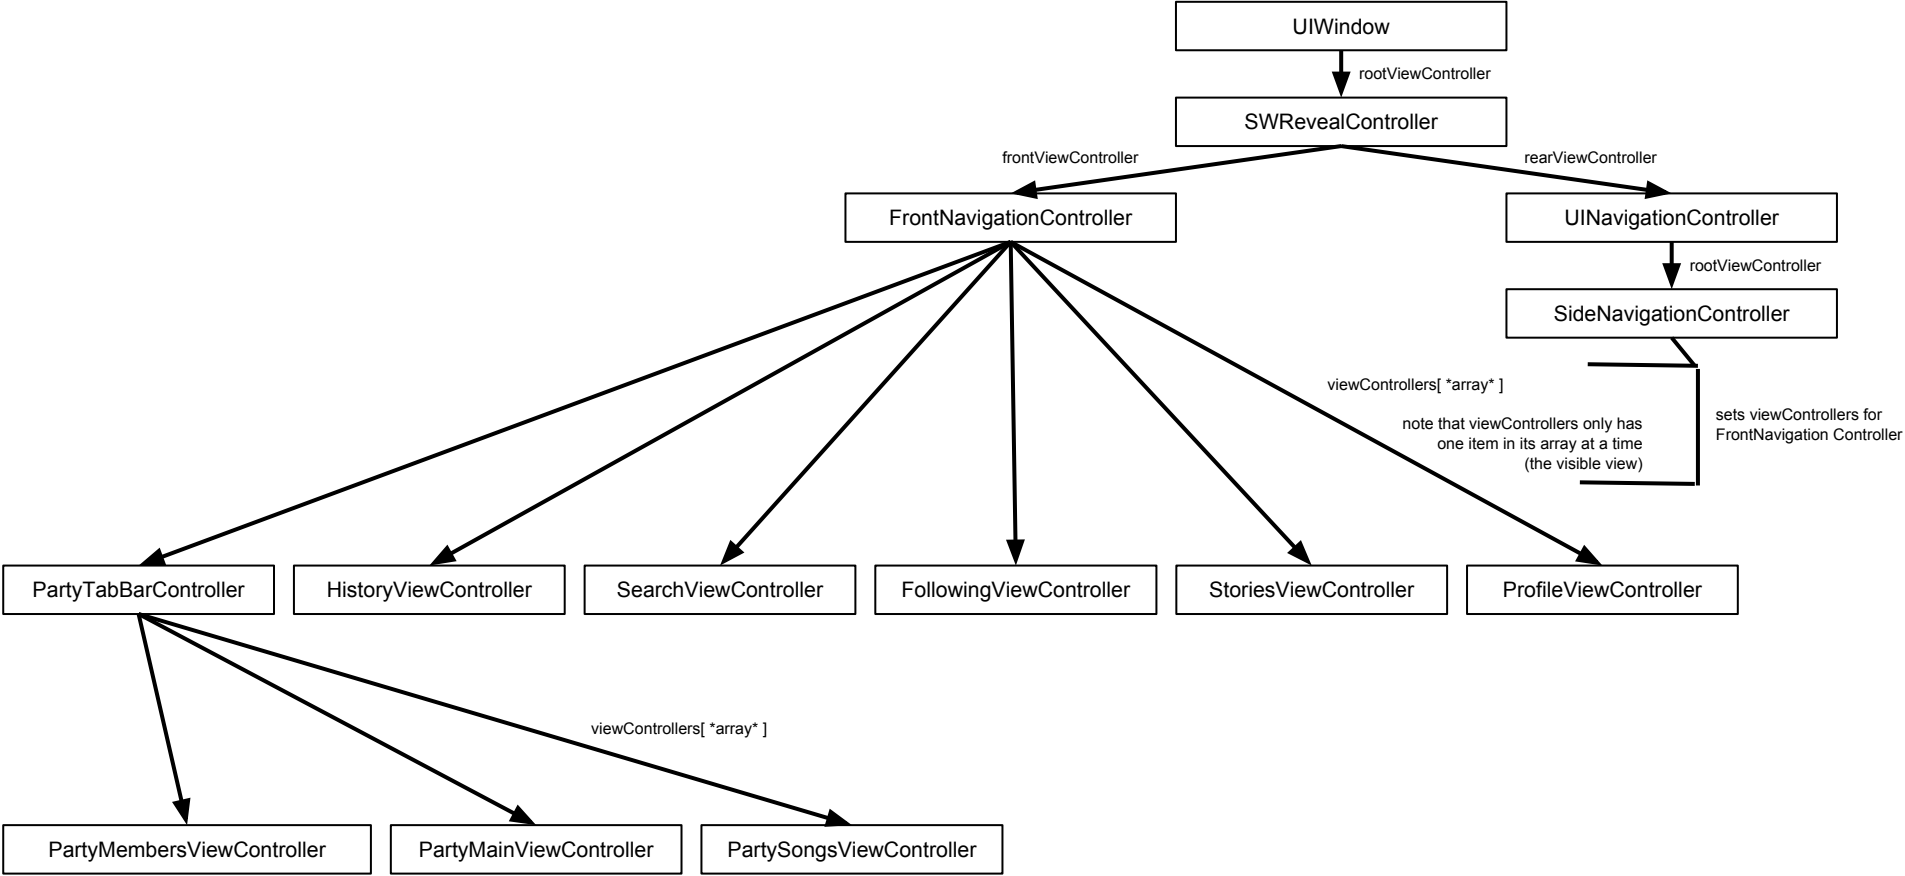 UIWindow
rootViewController
SWRevealController
frontViewController
rearViewController
FrontNavigationController
UINavigationController
rootViewController
SideNavigationController
viewControllers[ *array* ]
note that viewControllers only has
one item in its array at a time
(the visible view)
sets viewControllers for
FrontNavigation Controller
PartyTabBarController
HistoryViewController
SearchViewController
FollowingViewController
StoriesViewController
ProfileViewController
viewControllers[ *array* ]
PartyMembersViewController
PartyMainViewController
PartySongsViewController